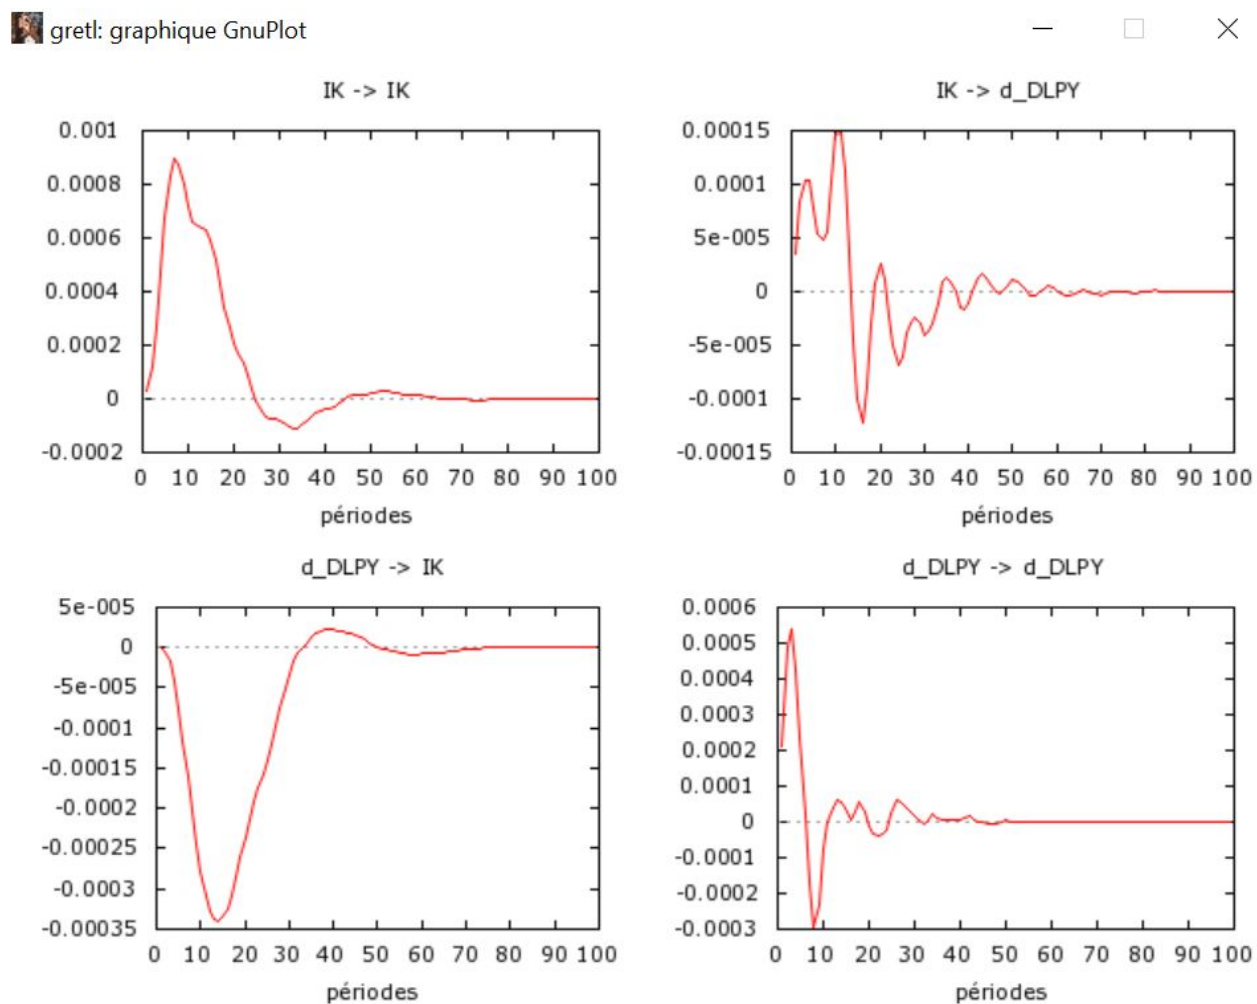 gretl: graphique GnuPlot
IK -> IK
0.001
0.0008
0.0006
0.0004
0.0002
0
-0.0002
0 10 20 30 40 50 60 70 80 90 100
périodes
IK -> d_DLPY
0.00015
0.0001
5e-005
0
-5e-005
-0.0001
-0.00015
0 10 20 30 40 50 60 70 80 90 100
périodes
d_DLPY -> IK
5e-005
0
-5e-005
-0.0001
-0.00015
-0.0002
-0.00025
-0.0003
-0.00035
0 10 20 30 40 50 60 70 80 90 100
périodes
d_DLPY -> d_DLPY
0.0006
0.0005
0.0004
0.0003
0.0002
0.0001
0
-0.0001
-0.0002
-0.0003
0 10 20 30 40 50 60 70 80 90 100
périodes